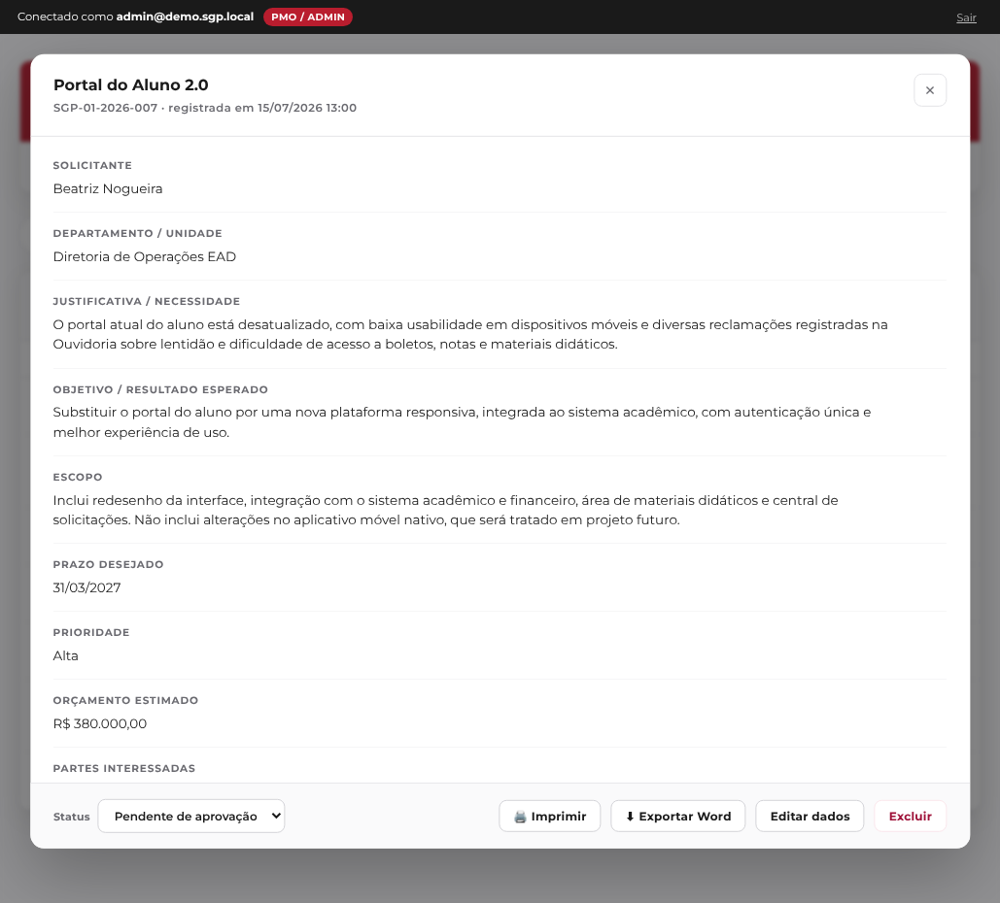 Conectado como admin@demo.sgp.local PMO / ADMIN Sair
Portal do Aluno 2.0
×
SGP-01-2026-007 · registrada em 15/07/2026 13:00
SOLICITANTE
Beatriz Nogueira
DEPARTAMENTO / UNIDADE
Diretoria de Operações EAD
JUSTIFICATIVA / NECESSIDADE
O portal atual do aluno está desatualizado, com baixa usabilidade em dispositivos móveis e diversas reclamações registradas na
Ouvidoria sobre lentidão e dificuldade de acesso a boletos, notas e materiais didáticos.
OBJETIVO / RESULTADO ESPERADO
Substituir o portal do aluno por uma nova plataforma responsiva, integrada ao sistema acadêmico, com autenticação única e
melhor experiência de uso.
ESCOPO
Inclui redesenho da interface, integração com o sistema acadêmico e financeiro, área de materiais didáticos e central de
solicitações. Não inclui alterações no aplicativo móvel nativo, que será tratado em projeto futuro.
PRAZO DESEJADO
31/03/2027
PRIORIDADE
Alta
ORÇAMENTO ESTIMADO
R$ 380.000,00
PARTES INTERESSADAS
Status Pendente de aprovação 🖨️ Imprimir ⬇ Exportar Word Editar dados Excluir